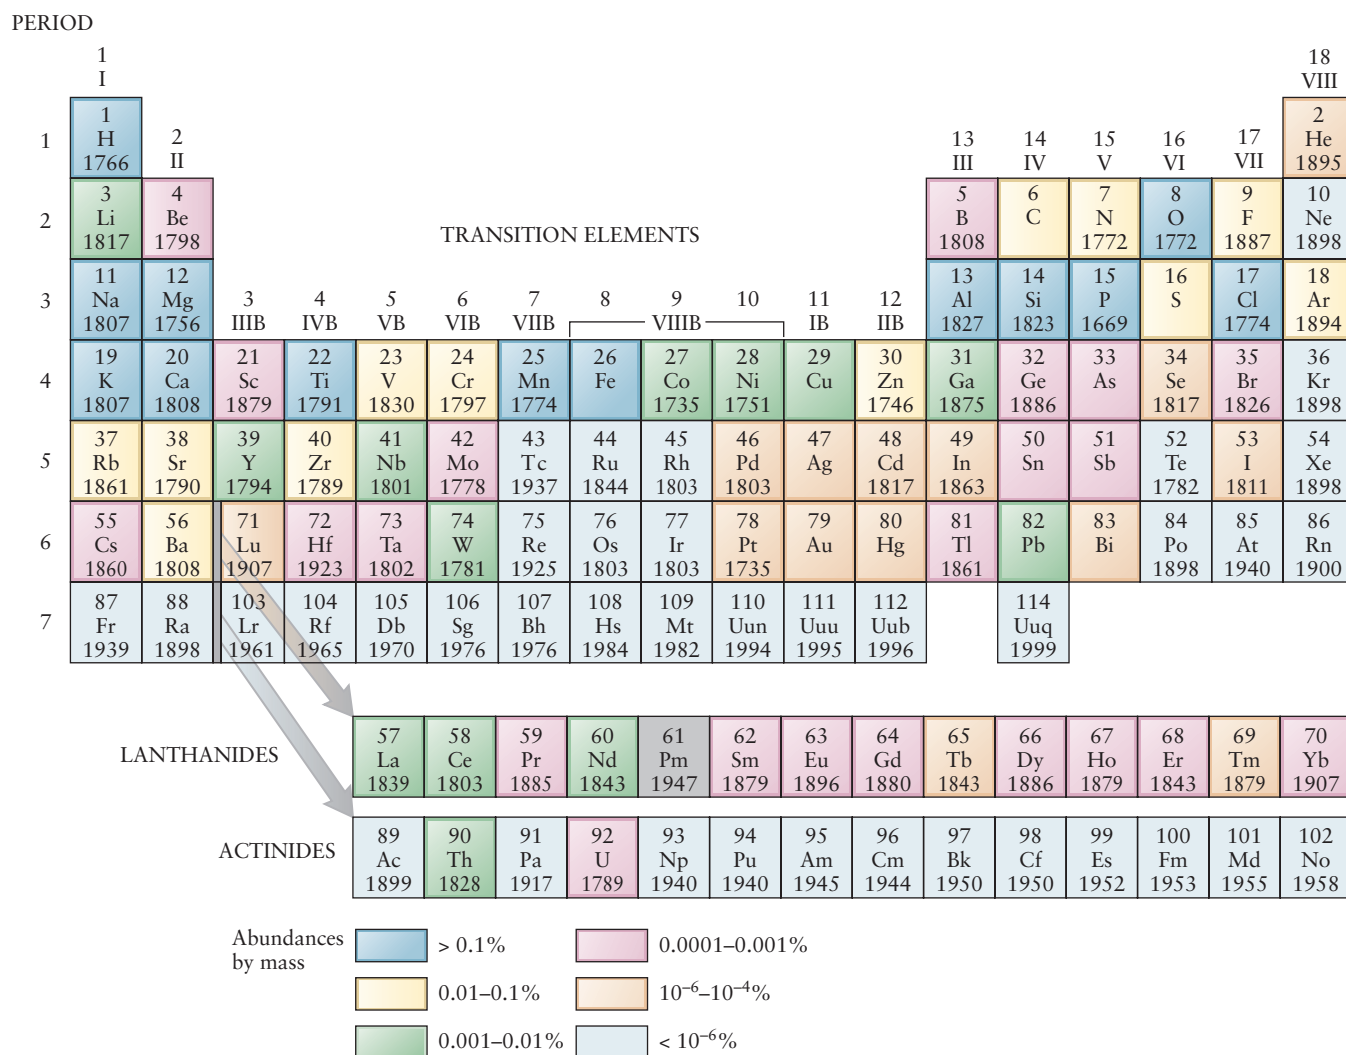 PERIOD
1 18
I VIII
1 2
H 2 13 14 15 16 17 He
1 1766 II III IV V VI VII 1895
3 4 5 6 7 8 9 10
2 Li Be TRANSITION ELEMENTS B C N O F Ne
1817 1798 1808 1772 1772 1887 1898
11 12 13 14 15 16 17 18
3 Na Mg 3 4 5 6 7 8 9 10 11 12 Al Si P S Cl Ar
1807 1756 IIIB IVB VB VIB VIIB VIIIB IB IIB 1827 1823 1669 1774 1894
19 20 21 22 23 24 25 26 27 28 29 30 31 32 33 34 35 36
4 K Ca Sc Ti V Cr Mn Fe Co Ni Cu Zn Ga Ge As Se Br Kr
1807 1808 1879 1791 1830 1797 1774 1735 1751 1746 1875 1886 1817 1826 1898
37 38 39 40 41 42 43 44 45 46 47 48 49 50 51 52 53 54
5 Rb Sr Y Zr Nb Mo Tc Ru Rh Pd Ag Cd In Sn Sb Te I Xe
1861 1790 1794 1789 1801 1778 1937 1844 1803 1803 1817 1863 1782 1811 1898
55 56 71 72 73 74 75 76 77 78 79 80 81 82 83 84 85 86
6 Cs Ba Lu Hf Ta W Re Os Ir Pt Au Hg Tl Pb Bi Po At Rn
1860 1808 1907 1923 1802 1781 1925 1803 1803 1735 1861 1898 1940 1900
87 88 103 104 105 106 107 108 109 110 111 112 114
7 Fr Ra Lr Rf Db Sg Bh Hs Mt Uun Uuu Uub Uuq
1939 1898 1961 1965 1970 1976 1976 1984 1982 1994 1995 1996 1999
57 58 59 60 61 62 63 64 65 66 67 68 69 70
LANTHANIDES La Ce Pr Nd Pm Sm Eu Gd Tb Dy Ho Er Tm Yb
1839 1803 1885 1843 1947 1879 1896 1880 1843 1886 1879 1843 1879 1907
89 90 91 92 93 94 95 96 97 98 99 100 101 102
ACTINIDES Ac Th Pa U Np Pu Am Cm Bk Cf Es Fm Md No
1899 1828 1917 1789 1940 1940 1945 1944 1950 1950 1952 1953 1955 1958
Abundances > 0.1% 0.0001–0.001%
by mass
0.01–0.1% 10⁻⁶–10⁻⁴%
0.001–0.01% < 10⁻⁶%